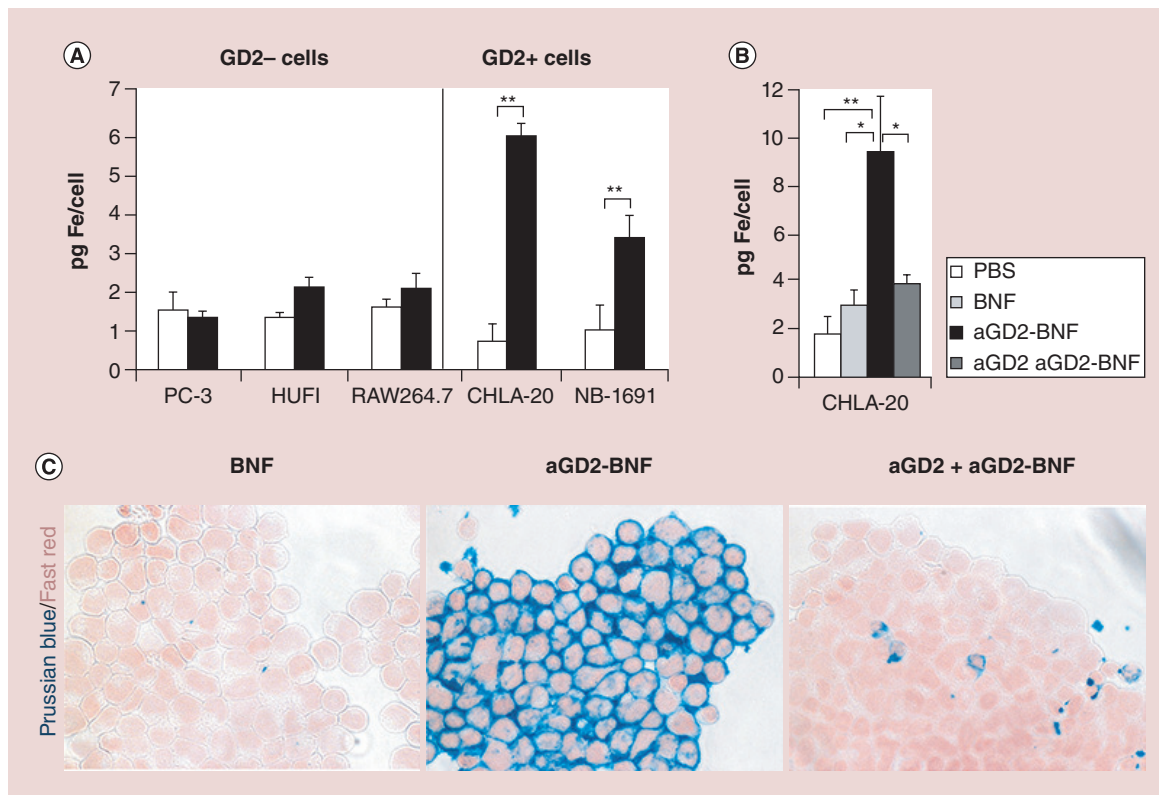 A
GD2– cells
GD2+ cells
pg Fe/cell
7
6
5
4
3
2
1
0
**
**
PC-3
HUFI
RAW264.7
CHLA-20
NB-1691
B
pg Fe/cell
12
10
8
6
4
2
0
**
*
*
CHLA-20
PBS
BNF
aGD2-BNF
aGD2 aGD2-BNF
C
BNF
aGD2-BNF
aGD2 + aGD2-BNF
Prussian blue/Fast red